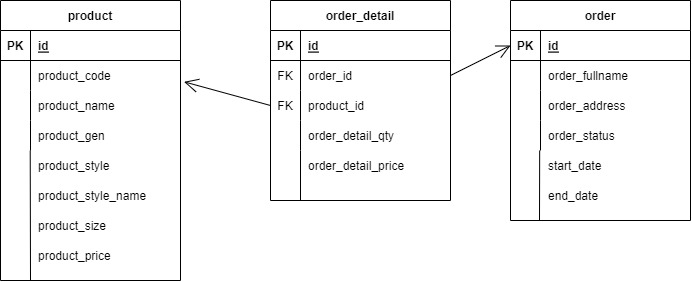 product
PK id
product_code
product_name
product_gen
product_style
product_style_name
product_size
product_price
order_detail
PK id
FK order_id
FK product_id
order_detail_qty
order_detail_price
order
PK id
order_fullname
order_address
order_status
start_date
end_date